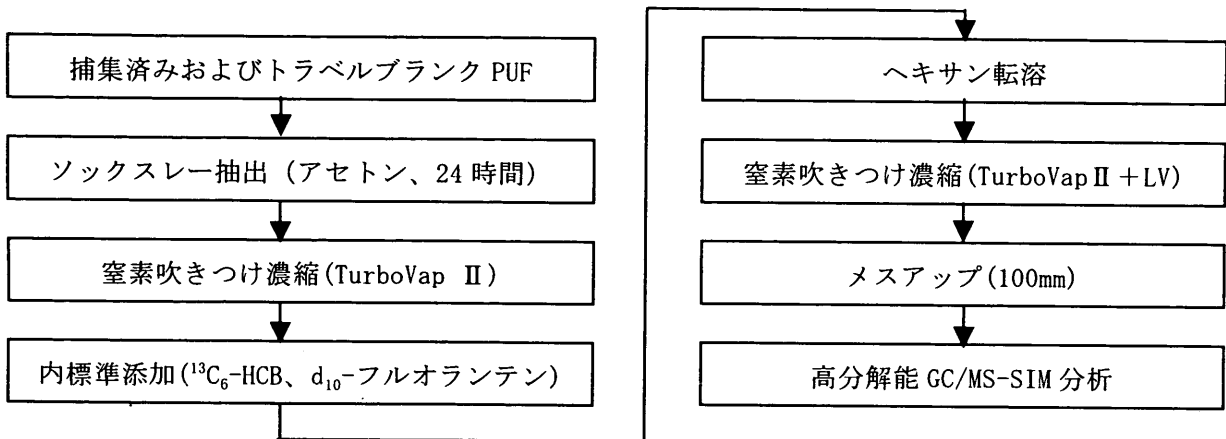 捕集済みおよびトラベルブランク PUF
ソックスレー抽出 (アセトン、24 時間)
窒素吹きつけ濃縮(TurboVap Ⅱ)
内標準添加(¹³C₆-HCB、d₁₀-フルオランテン)
ヘキサン転溶
窒素吹きつけ濃縮(TurboVapⅡ+LV)
メスアップ(100mm)
高分解能 GC/MS-SIM 分析